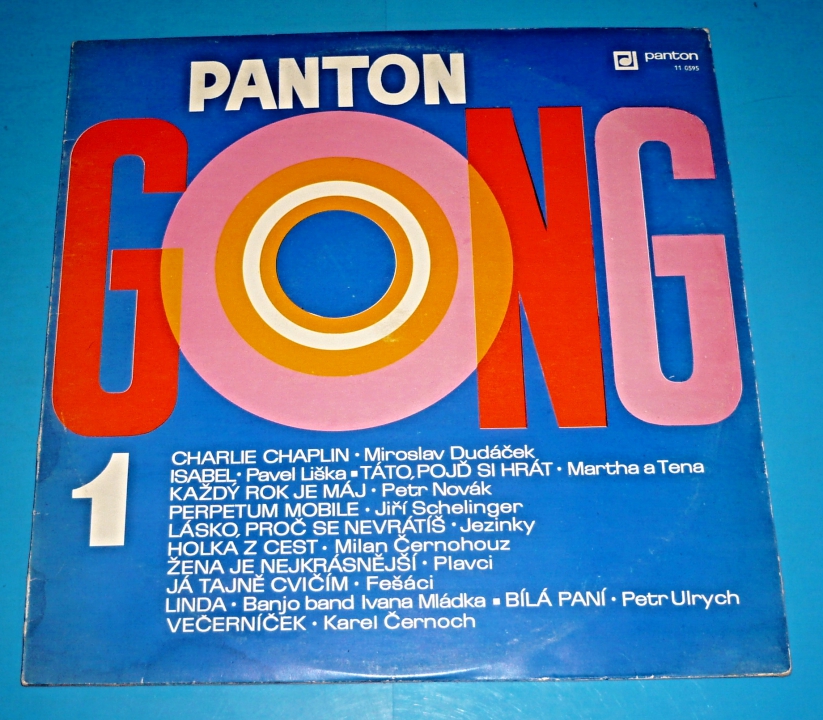 PANTON
panton
11 0595
GONG
1
CHARLIE CHAPLIN • Miroslav Dudáček
ISABEL • Pavel Liška ▪ TÁTO, POJĎ SI HRÁT • Martha a Tena
KAŽDÝ ROK JE MÁJ • Petr Novák
PERPETUM MOBILE • Jiří Schelinger
LÁSKO, PROČ SE NEVRÁTÍŠ • Jezinky
HOLKA Z CEST • Milan Černohouz
ŽENA JE NEJKRÁSNĚJŠÍ • Plavci
JÁ TAJNĚ CVIČÍM • Fešáci
LINDA • Banjo band Ivana Mládka ▪ BÍLÁ PANÍ • Petr Ulrych
VEČERNÍČEK • Karel Černoch